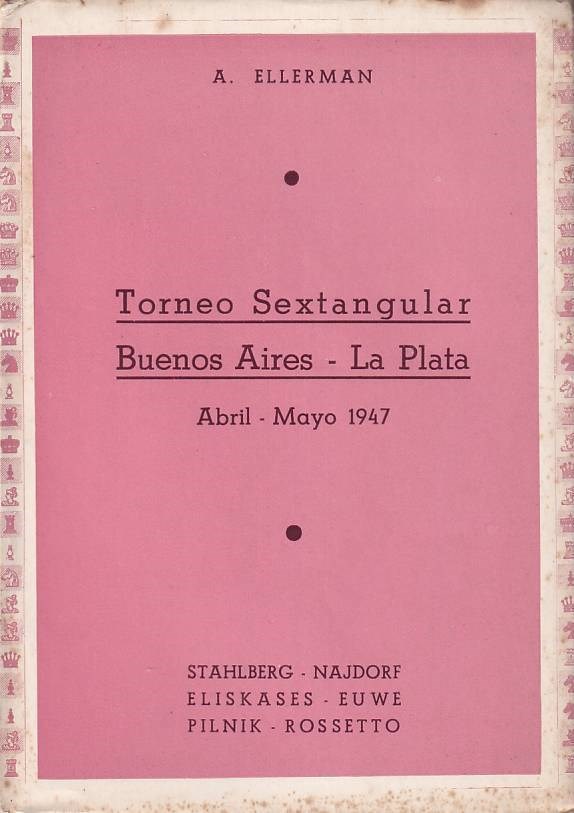 A. ELLERMAN
Torneo Sextangular
Buenos Aires - La Plata
Abril - Mayo 1947
STAHLBERG - NAJDORF
ELISKASES - EUWE
PILNIK - ROSSETTO